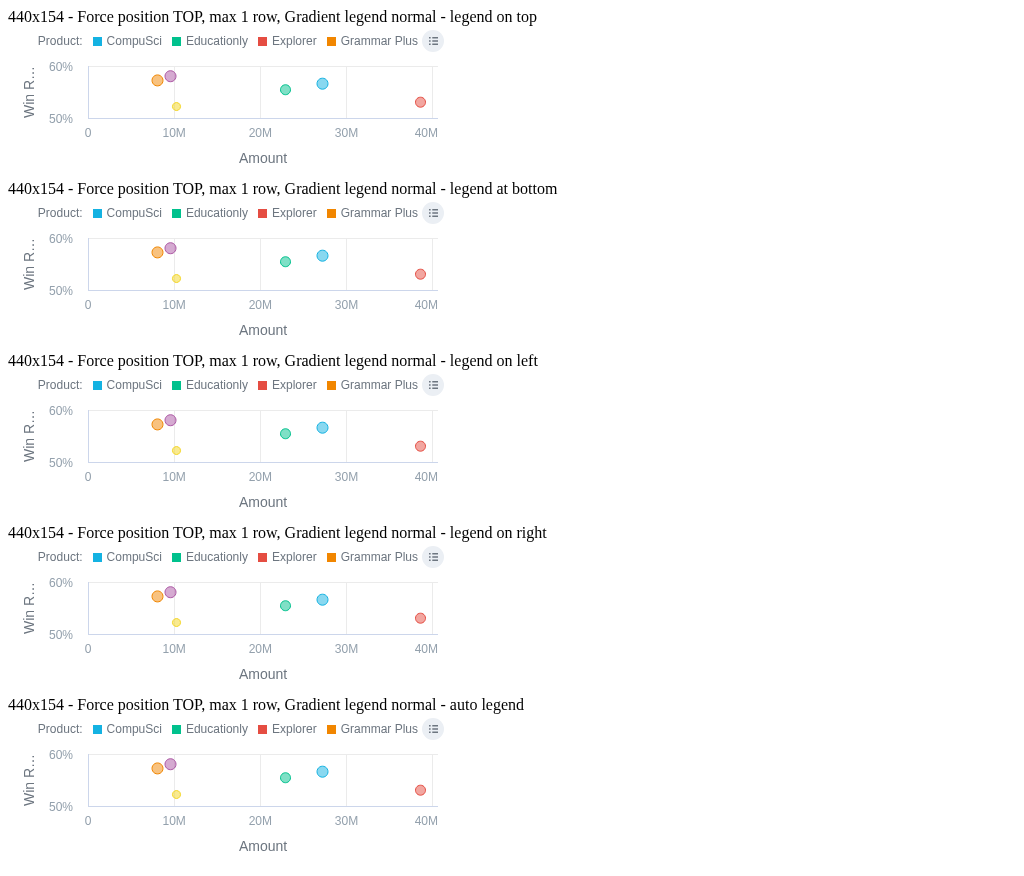 440x154 - Force position TOP, max 1 row, Gradient legend normal - legend on top
Product: CompuSci Educationly Explorer Grammar Plus
Win R…
60%
50%
0 10M 20M 30M 40M
Amount
440x154 - Force position TOP, max 1 row, Gradient legend normal - legend at bottom
Product: CompuSci Educationly Explorer Grammar Plus
Win R…
60%
50%
0 10M 20M 30M 40M
Amount
440x154 - Force position TOP, max 1 row, Gradient legend normal - legend on left
Product: CompuSci Educationly Explorer Grammar Plus
Win R…
60%
50%
0 10M 20M 30M 40M
Amount
440x154 - Force position TOP, max 1 row, Gradient legend normal - legend on right
Product: CompuSci Educationly Explorer Grammar Plus
Win R…
60%
50%
0 10M 20M 30M 40M
Amount
440x154 - Force position TOP, max 1 row, Gradient legend normal - auto legend
Product: CompuSci Educationly Explorer Grammar Plus
Win R…
60%
50%
0 10M 20M 30M 40M
Amount